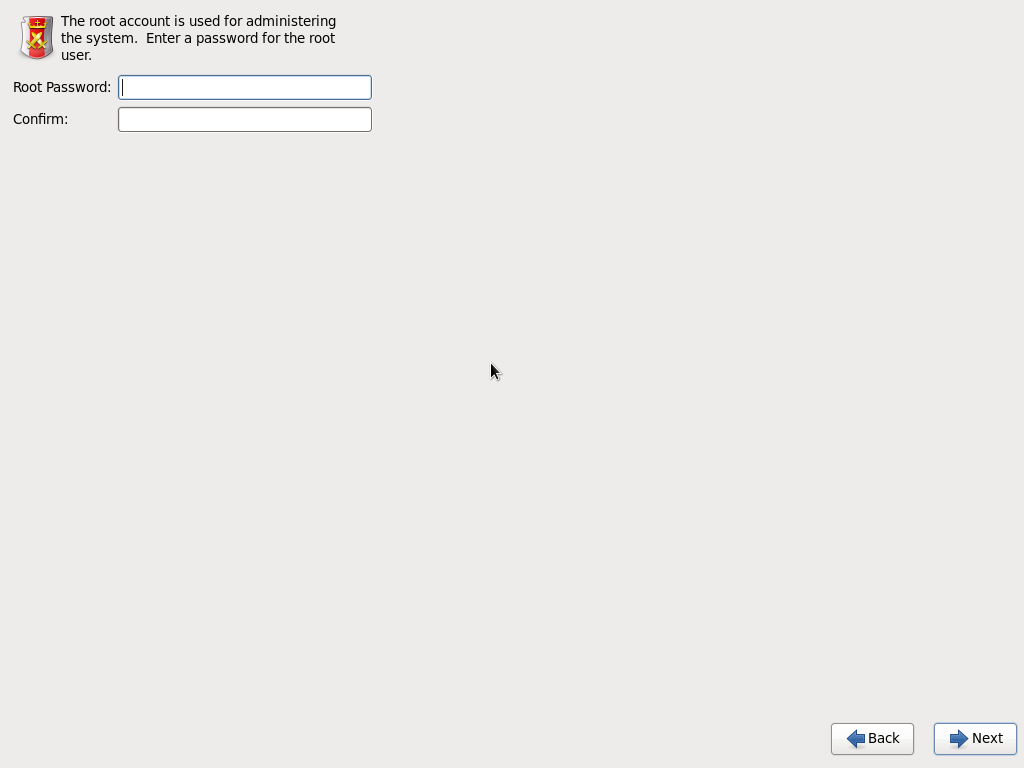 The root account is used for administering
the system.  Enter a password for the root
user.
Root Password:
Confirm:
Back
Next